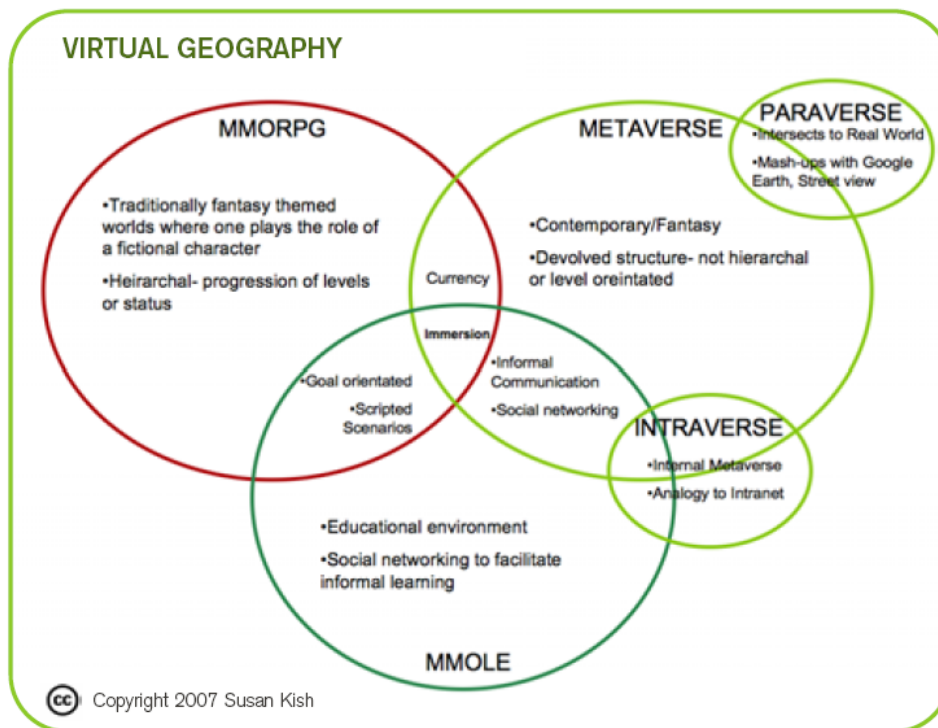 VIRTUAL GEOGRAPHY
MMORPG
•Traditionally fantasy themed
worlds where one plays the role of
a fictional character
•Heirarchal- progression of levels
or status
METAVERSE
•Contemporary/Fantasy
•Devolved structure- not hierarchal
or level oreintated
PARAVERSE
•Intersects to Real World
•Mash-ups with Google
Earth, Street view
Currency
Immersion
•Goal orientated
•Scripted
Scenarios
•Informal
Communication
•Social networking
INTRAVERSE
•Internal Metaverse
•Analogy to Intranet
•Educational environment
•Social networking to facilitate
informal learning
MMOLE
cc Copyright 2007 Susan Kish